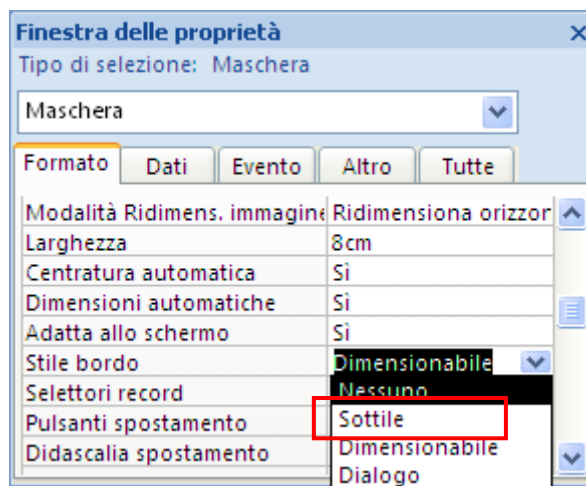 Finestra delle proprietà
Tipo di selezione: Maschera
Maschera
Formato Dati Evento Altro Tutte
Modalità Ridimens. immagine Ridimensiona orizzon
Larghezza 8cm
Centratura automatica Sì
Dimensioni automatiche Sì
Adatta allo schermo Sì
Stile bordo Dimensionabile
Selettori record Nessuno
Pulsanti spostamento Sottile
Didascalia spostamento Dimensionabile
Dialogo